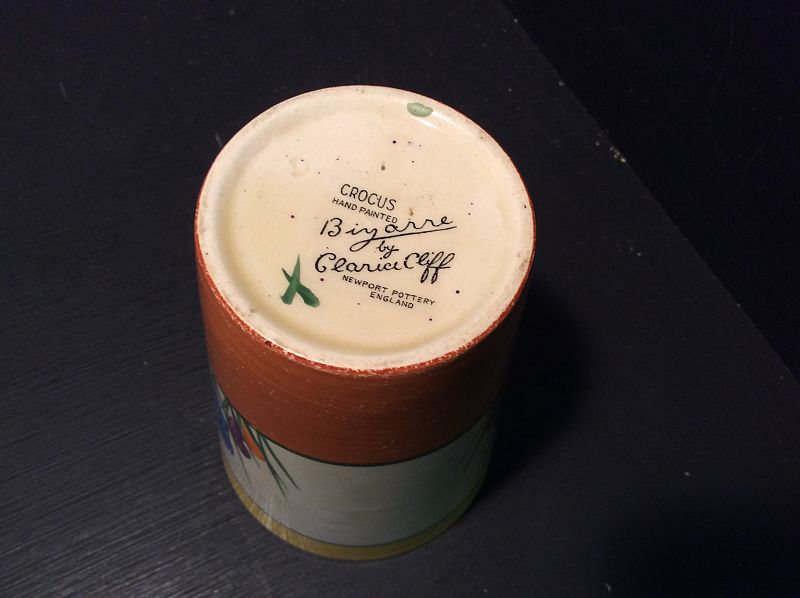 CROCUS
HAND PAINTED
Bizarre
by
Clarice Cliff
NEWPORT POTTERY
ENGLAND